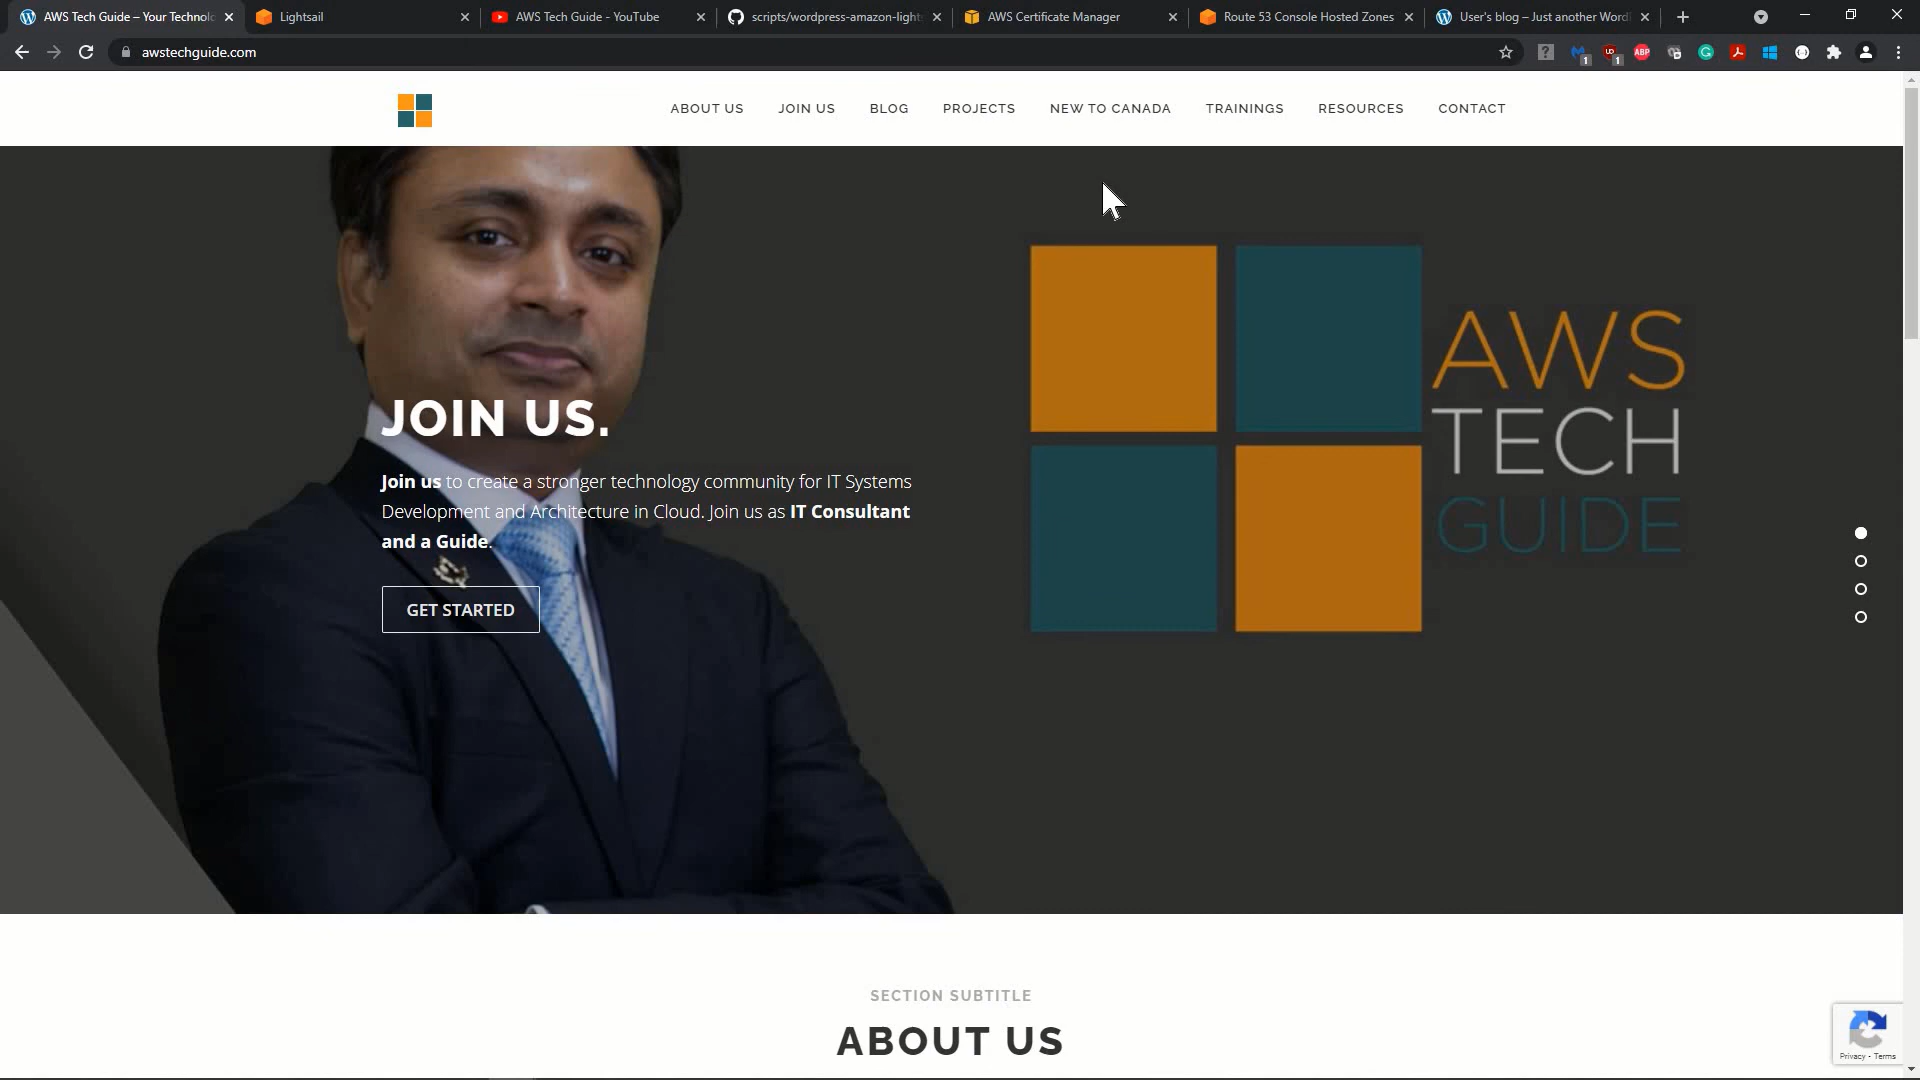 AWS Tech Guide – Your Technolo
Lightsail
AWS Tech Guide - YouTube
scripts/wordpress-amazon-light
AWS Certificate Manager
Route 53 Console Hosted Zones
User's blog – Just another Word
awstechguide.com
ABOUT US
JOIN US
BLOG
PROJECTS
NEW TO CANADA
TRAININGS
RESOURCES
CONTACT
JOIN US.
Join us to create a stronger technology community for IT Systems
Development and Architecture in Cloud. Join us as IT Consultant
and a Guide.
GET STARTED
AWS
TECH
GUIDE
SECTION SUBTITLE
ABOUT US
Privacy - Terms